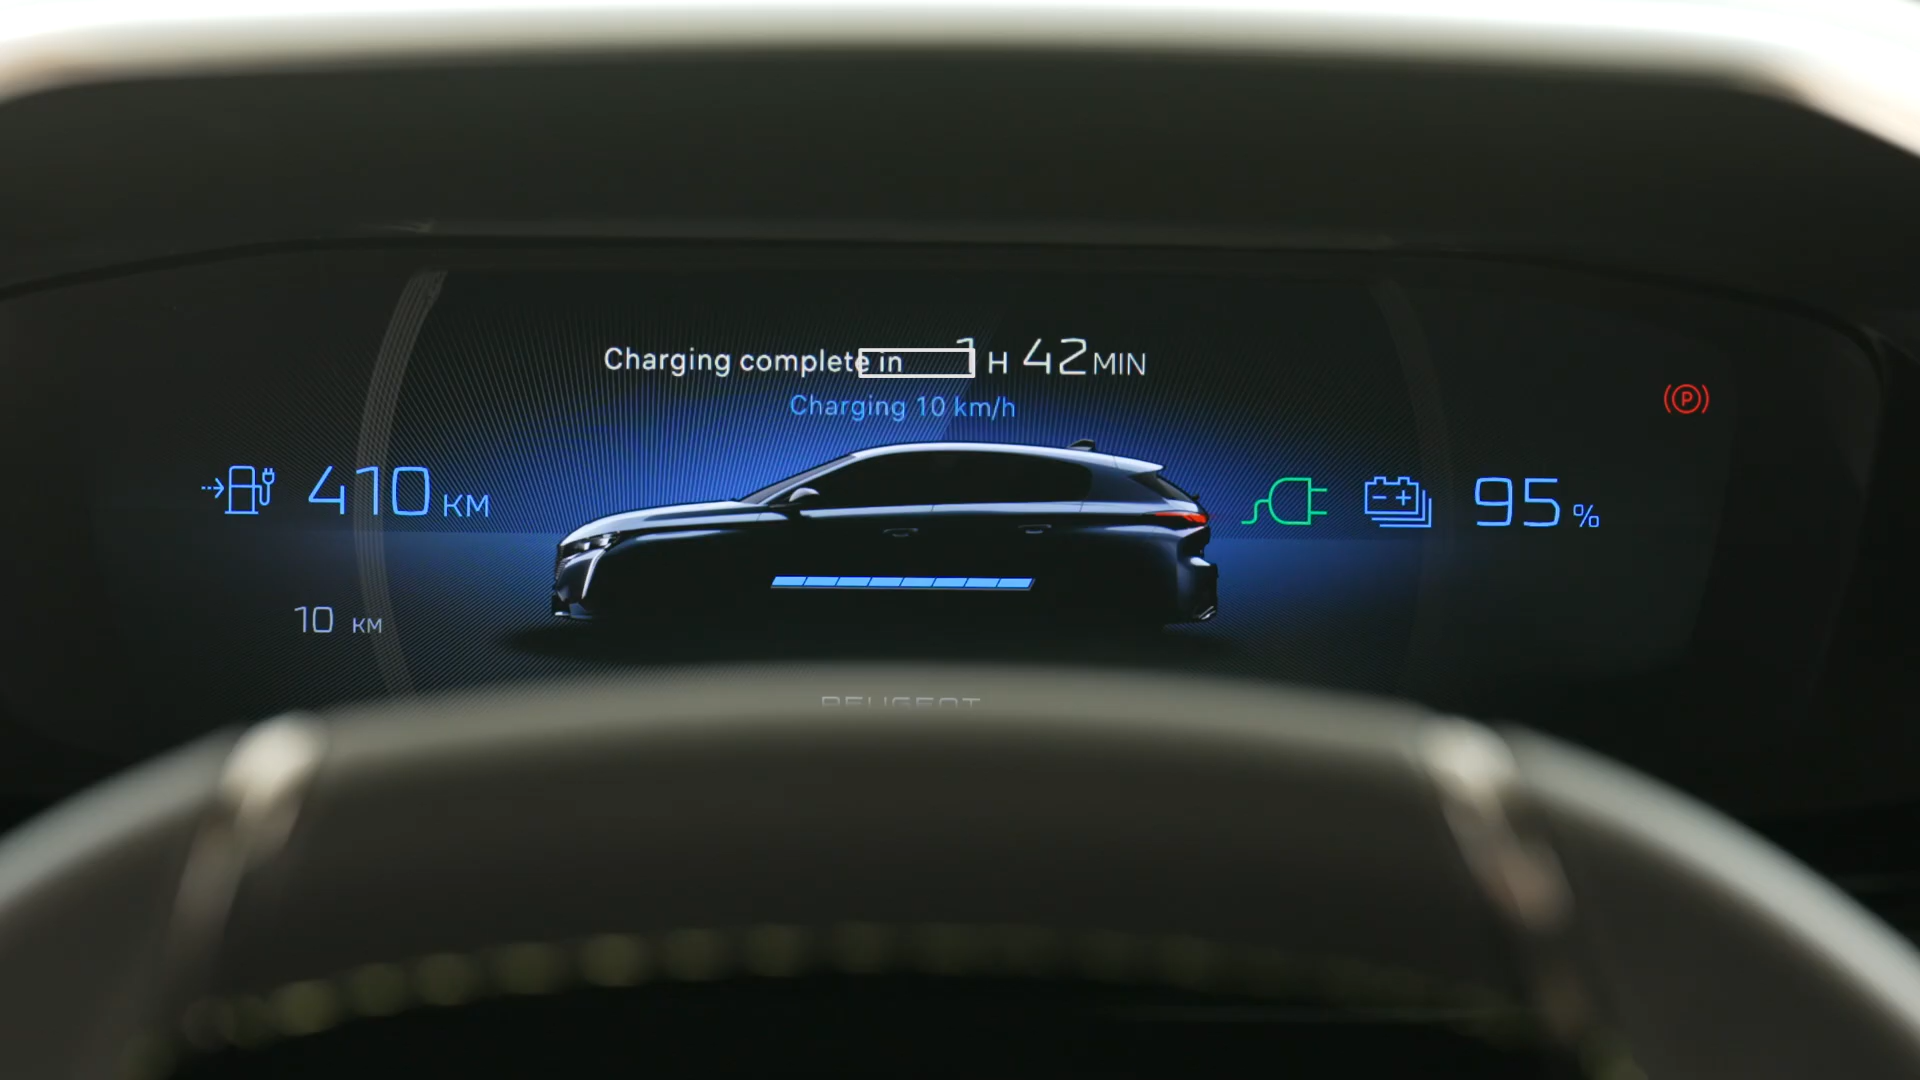 Charging complete in 1 H 42 MIN
Charging 10 km/h
410 KM
95 %
10 KM
PEUGEOT
P